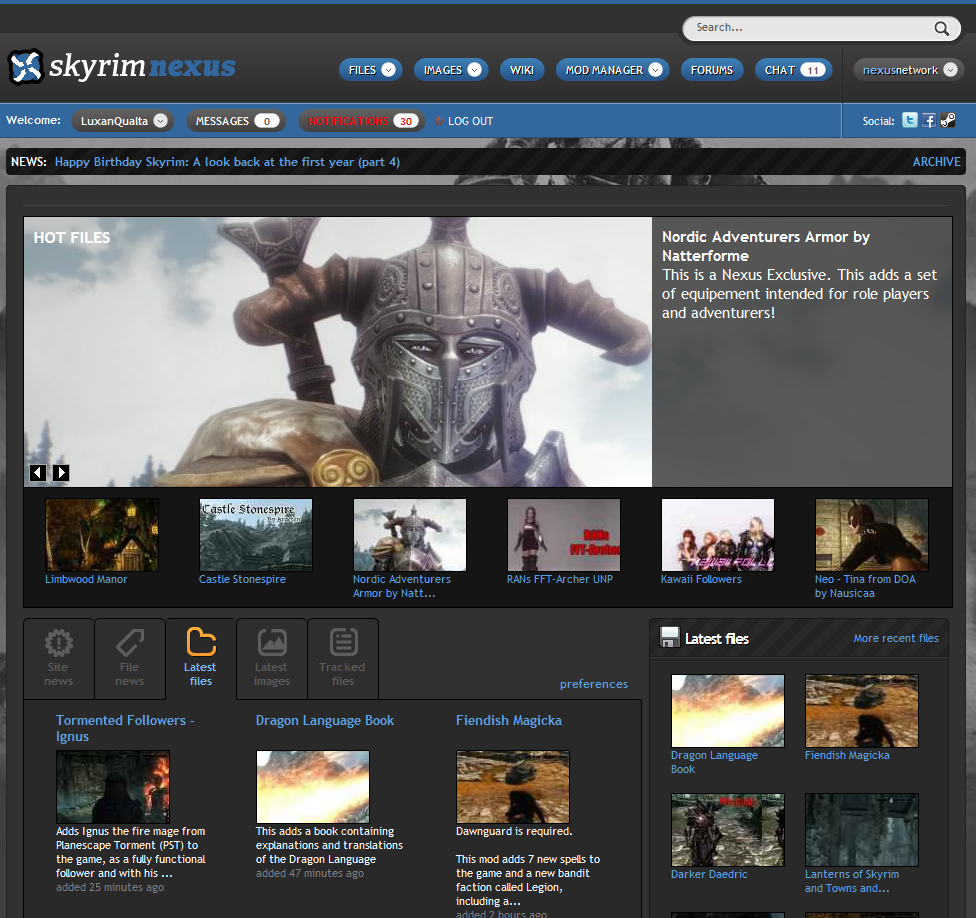 Search...
skyrim nexus
FILES
IMAGES
WIKI
MOD MANAGER
FORUMS
CHAT 11
nexusnetwork
Welcome:
LuxanQualta
MESSAGES 0
NOTIFICATIONS 30
LOG OUT
Social:
NEWS: Happy Birthday Skyrim: A look back at the first year (part 4)
ARCHIVE
HOT FILES
Nordic Adventurers Armor by
Natterforme
This is a Nexus Exclusive. This adds a set
of equipement intended for role players
and adventurers!
Castle Stonespire
RANs
FFT-Archer
Limbwood Manor
Castle Stonespire
Nordic Adventurers
Armor by Natt...
RANs FFT-Archer UNP
Kawaii Followers
Neo - Tina from DOA
by Nausicaa
Site
news
File
news
Latest
files
Latest
images
Tracked
files
preferences
Tormented Followers -
Ignus
Adds Ignus the fire mage from
Planescape Torment (PST) to
the game, as a fully functional
follower and with his ...
added 25 minutes ago
Dragon Language Book
This adds a book containing
explanations and translations
of the Dragon Language
added 47 minutes ago
Fiendish Magicka
Dawnguard is required.
This mod adds 7 new spells to
the game and a new bandit
faction called Legion,
including a...
added 2 hours ago
Latest files
More recent files
Dragon Language
Book
Fiendish Magicka
Darker Daedric
Lanterns of Skyrim
and Towns and...